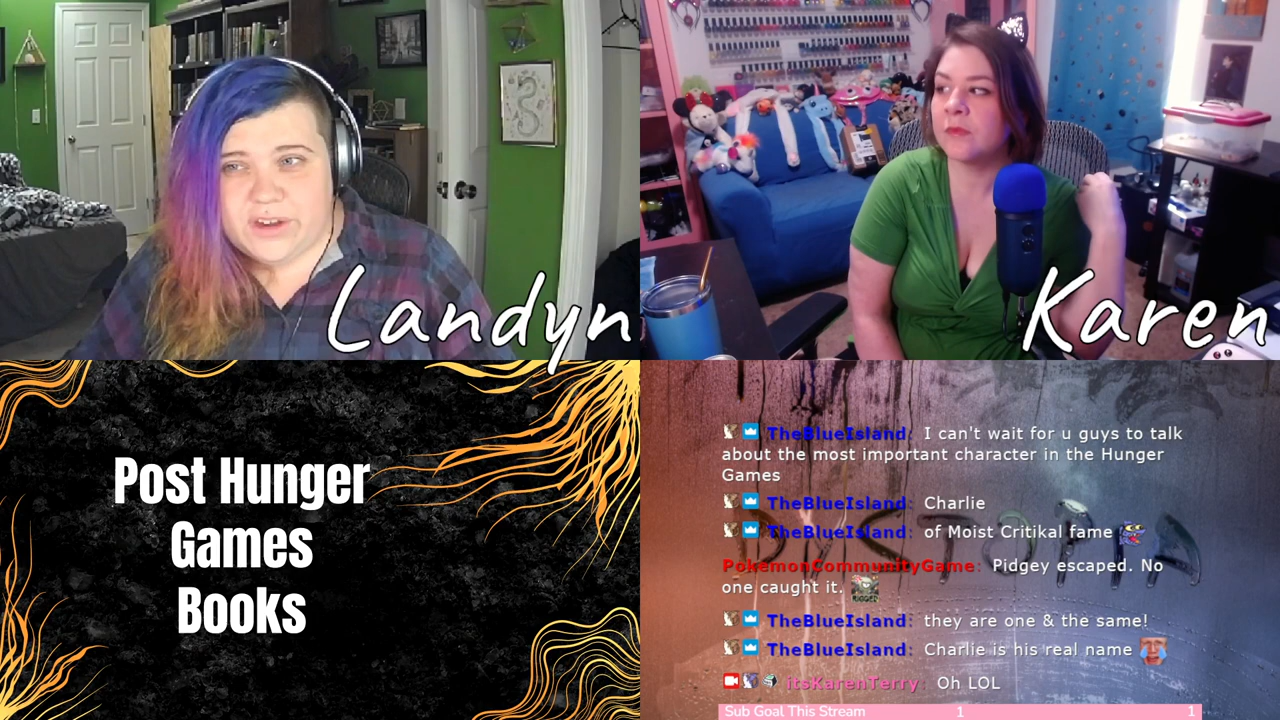 Landyn
Karen
Post Hunger
Games
Books
TheBlueIsland: I can't wait for u guys to talk
about the most important character in the Hunger
Games
TheBlueIsland: Charlie
TheBlueIsland: of Moist Critikal fame
PokemonCommunityGame: Pidgey escaped. No
one caught it.
RIGGED
TheBlueIsland: they are one & the same!
TheBlueIsland: Charlie is his real name
itsKarenTerry: Oh LOL
DYSTOPIA
Sub Goal This Stream 1 1